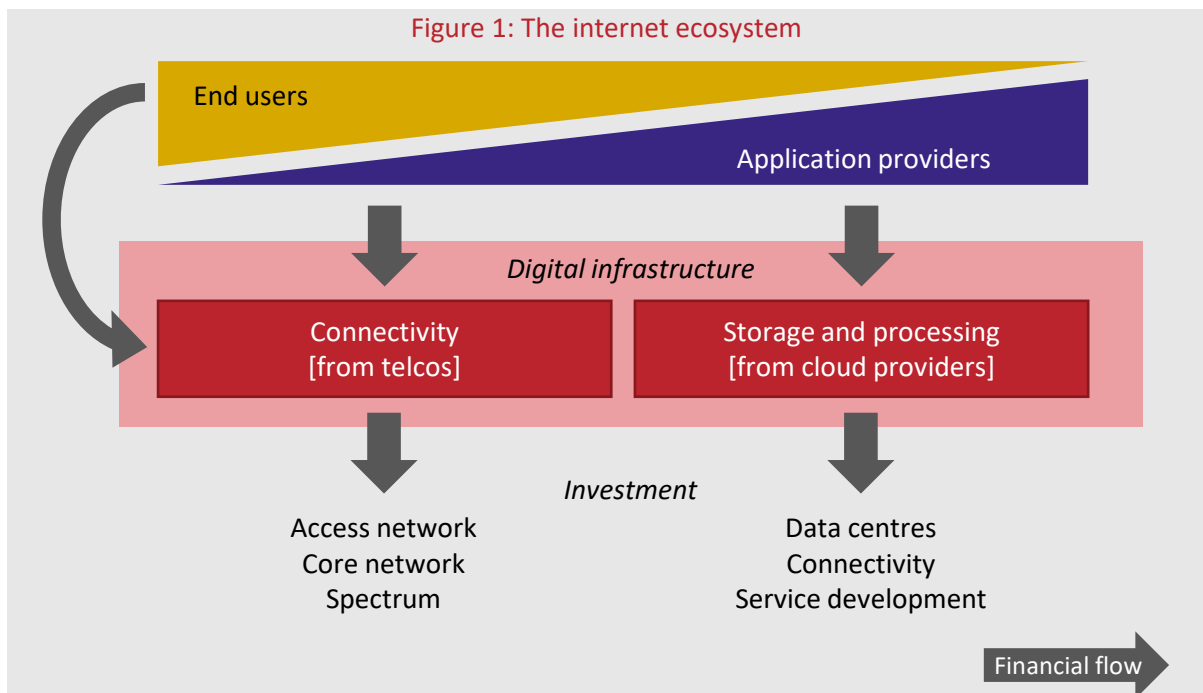 Figure 1: The internet ecosystem
End users
Application providers
Digital infrastructure
Connectivity
[from telcos]
Storage and processing
[from cloud providers]
Investment
Access network
Core network
Spectrum
Data centres
Connectivity
Service development
Financial flow